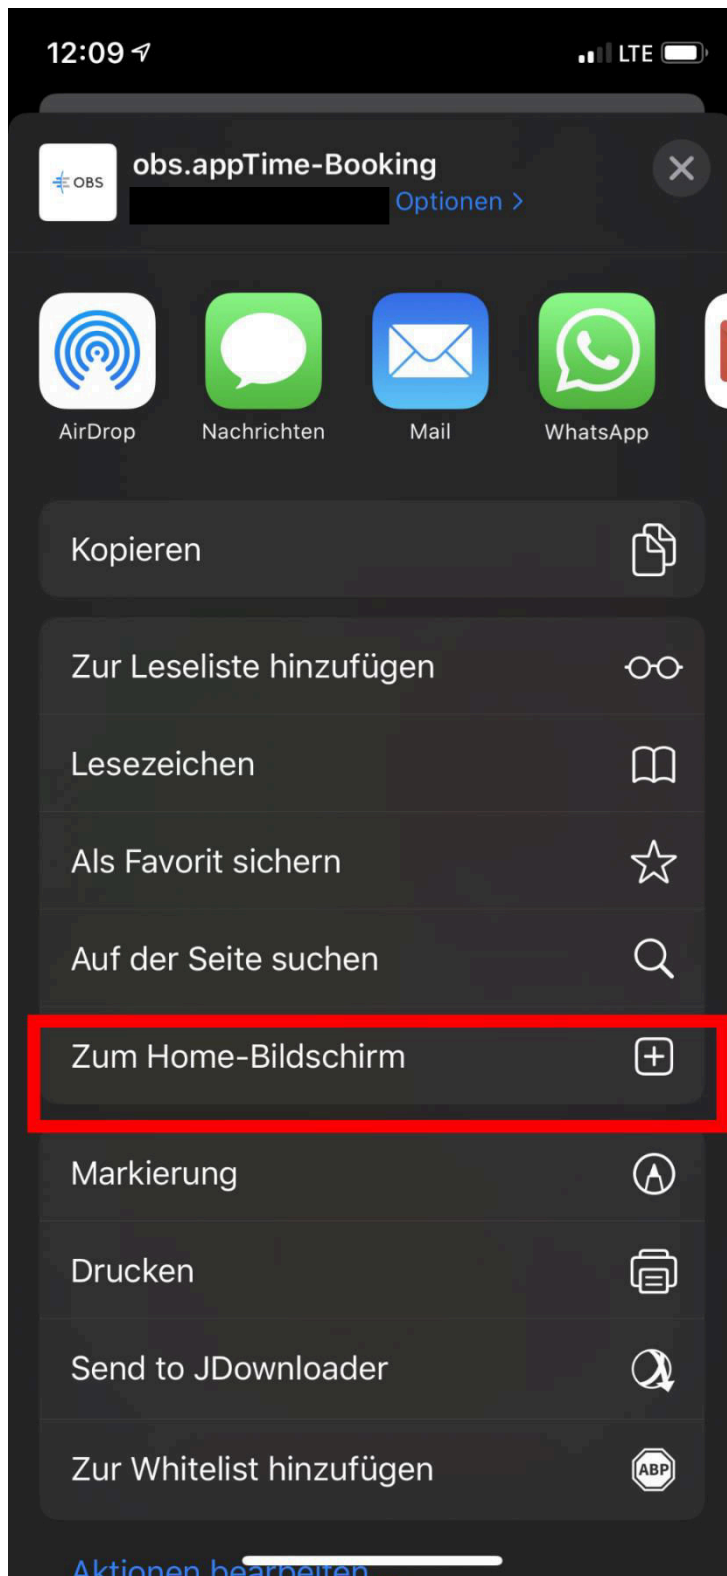 12:09
LTE
OBS
obs.appTime-Booking
Optionen >
AirDrop
Nachrichten
Mail
WhatsApp
Kopieren
Zur Leseliste hinzufügen
Lesezeichen
Als Favorit sichern
Auf der Seite suchen
Zum Home-Bildschirm
Markierung
Drucken
Send to JDownloader
Zur Whitelist hinzufügen
ABP
Aktionen bearbeiten